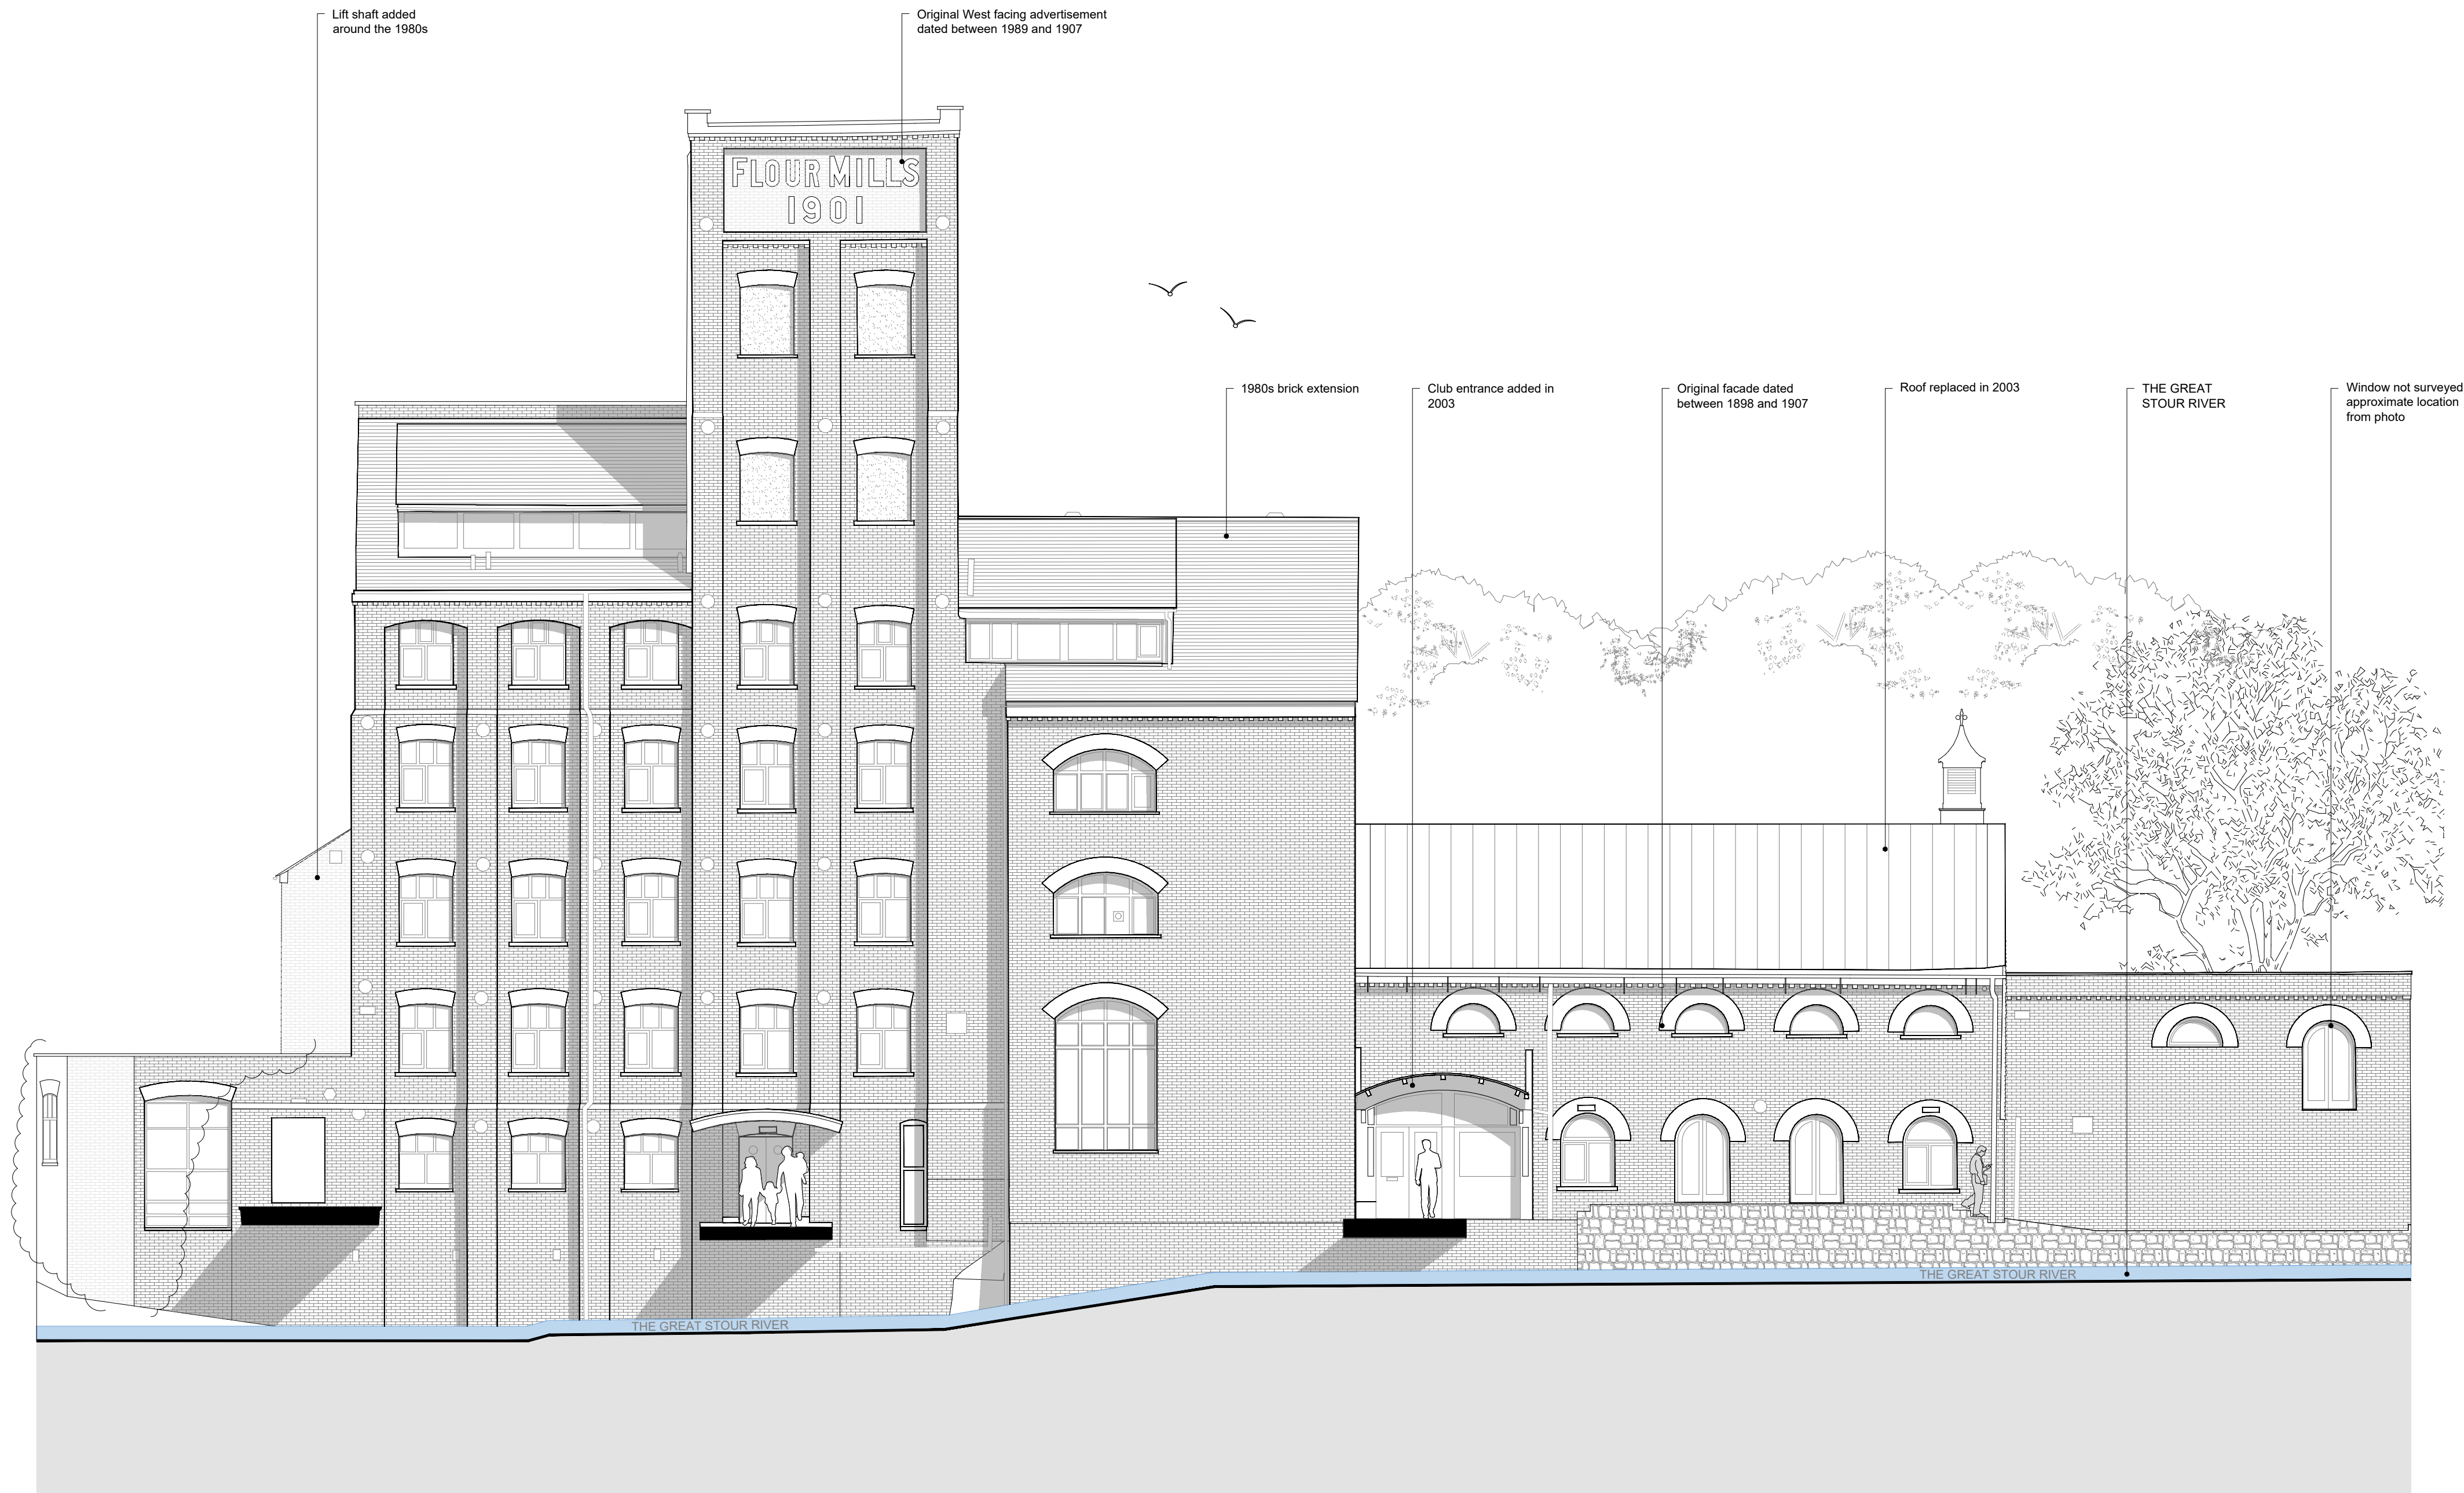 Lift shaft added
around the 1980s
Original West facing advertisement
dated between 1989 and 1907
FLOUR MILLS
1901
1980s brick extension
Club entrance added in
2003
Original facade dated
between 1898 and 1907
Roof replaced in 2003
THE GREAT
STOUR RIVER
Window not surveyed
approximate location
from photo
THE GREAT STOUR RIVER
THE GREAT STOUR RIVER